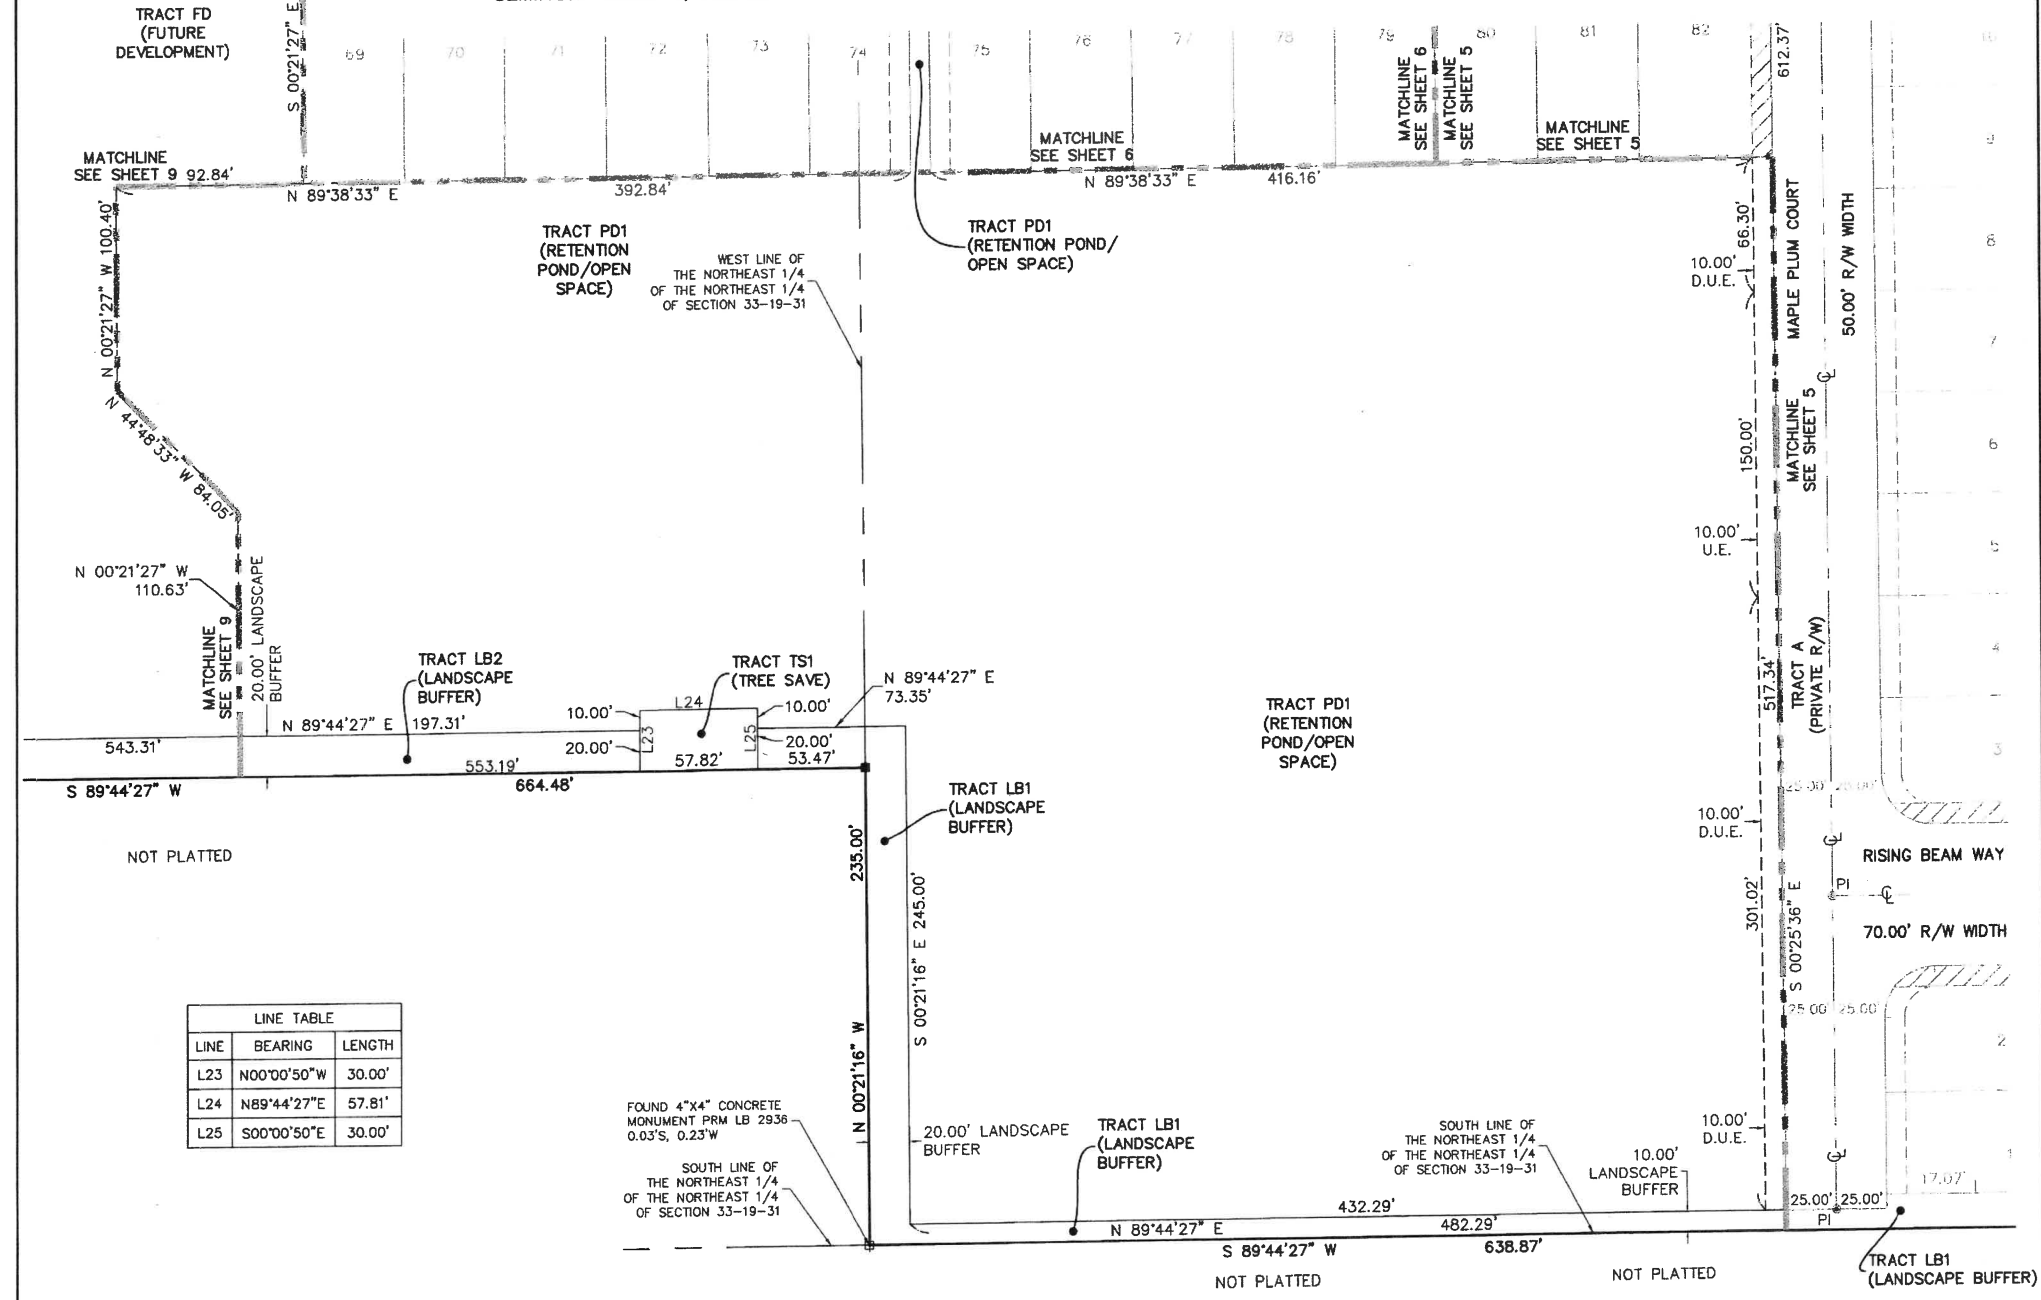 TRACT FD
(FUTURE
DEVELOPMENT)
S 00°21'27" E
69
70
71
72
73
74
75
76
77
78
79
80
81
82
MATCHLINE
SEE SHEET 6
MATCHLINE
SEE SHEET 5
612.37'
MATCHLINE
SEE SHEET 6
MATCHLINE
SEE SHEET 5
MATCHLINE
SEE SHEET 9 92.84'
N 89°38'33" E
392.84'
N 89°38'33" E
416.16'
N 00°21'27" W 100.40'
TRACT PD1
(RETENTION
POND/OPEN
SPACE)
TRACT PD1
(RETENTION POND/
OPEN SPACE)
WEST LINE OF
THE NORTHEAST 1/4
OF THE NORTHEAST 1/4
OF SECTION 33-19-31
66.30'
10.00'
D.U.E.
MAPLE PLUM COURT
50.00' R/W WIDTH
9
8
7
6
5
4
3
N 44°48'33" W 84.05'
150.00'
MATCHLINE
SEE SHEET 5
10.00'
U.E.
N 00°21'27" W
110.63'
MATCHLINE
SEE SHEET 9
20.00' LANDSCAPE
BUFFER
TRACT LB2
(LANDSCAPE
BUFFER)
TRACT TS1
(TREE SAVE)
N 89°44'27" E
73.35'
TRACT PD1
(RETENTION
POND/OPEN
SPACE)
517.34'
TRACT A
(PRIVATE R/W)
L24
10.00'
10.00'
N 89°44'27" E 197.31'
L23
L25
20.00'
20.00'
543.31'
553.19'
57.82'
53.47'
S 89°44'27" W
664.48'
25.00' 25.00'
TRACT LB1
(LANDSCAPE
BUFFER)
10.00'
D.U.E.
NOT PLATTED
235.00'
RISING BEAM WAY
PI
S 00°21'16" E 245.00'
301.02'
S 00°25'36" E
70.00' R/W WIDTH
25.00' 25.00'
LINE TABLE
LINE BEARING LENGTH
L23 N00°00'50"W 30.00'
L24 N89°44'27"E 57.81'
L25 S00°00'50"E 30.00'
2
N 00°21'16" W
FOUND 4"X4" CONCRETE
MONUMENT PRM LB 2936
0.03'S, 0.23'W
20.00' LANDSCAPE
BUFFER
TRACT LB1
(LANDSCAPE
BUFFER)
SOUTH LINE OF
THE NORTHEAST 1/4
OF THE NORTHEAST 1/4
OF SECTION 33-19-31
10.00'
D.U.E.
10.00'
LANDSCAPE
BUFFER
1
SOUTH LINE OF
THE NORTHEAST 1/4
OF THE NORTHEAST 1/4
OF SECTION 33-19-31
17.07'
432.29'
25.00' 25.00'
N 89°44'27" E
482.29'
PI
S 89°44'27" W
638.87'
NOT PLATTED
NOT PLATTED
TRACT LB1
(LANDSCAPE BUFFER)